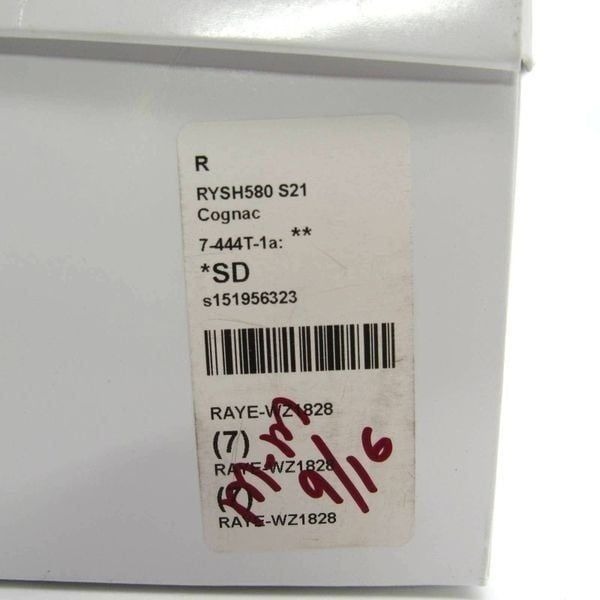 R
RYSH580 S21
Cognac
7-444T-1a: **
*SD
s151956323
RAYE-WZ1828
(7)
RAYE-WZ1828
RAYE-WZ1828
9/16